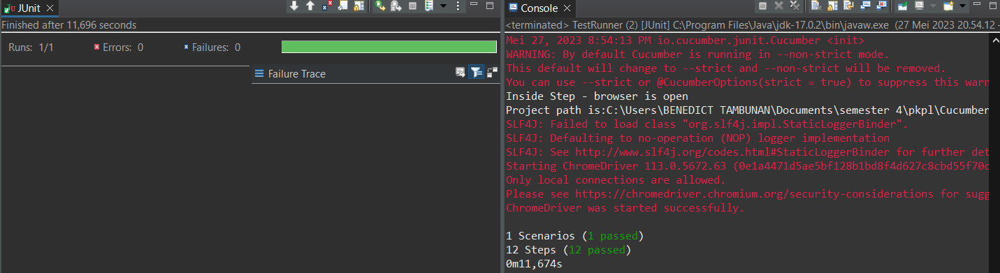 JUnit
Finished after 11,696 seconds
Runs: 1/1
Errors: 0
Failures: 0
Failure Trace
Console
<terminated> TestRunner (2) [JUnit] C:\Program Files\Java\jdk-17.0.2\bin\javaw.exe (27 Mei 2023 20.54.12 –
Mei 27, 2023 8:54:13 PM io.cucumber.junit.Cucumber <init>
WARNING: By default Cucumber is running in --non-strict mode.
This default will change to --strict and --non-strict will be removed.
You can use --strict or @CucumberOptions(strict = true) to suppress this warn
Inside Step - browser is open
Project path is:C:\Users\BENEDICT TAMBUNAN\Documents\semester 4\pkpl\Cucumber
SLF4J: Failed to load class "org.slf4j.impl.StaticLoggerBinder".
SLF4J: Defaulting to no-operation (NOP) logger implementation
SLF4J: See http://www.slf4j.org/codes.html#StaticLoggerBinder for further det
Starting ChromeDriver 113.0.5672.63 (0e1a4471d5ae5bf128b1bd8f4d627c8cbd55f70c
Only local connections are allowed.
Please see https://chromedriver.chromium.org/security-considerations for sugg
ChromeDriver was started successfully.
1 Scenarios (1 passed)
12 Steps (12 passed)
0m11,674s